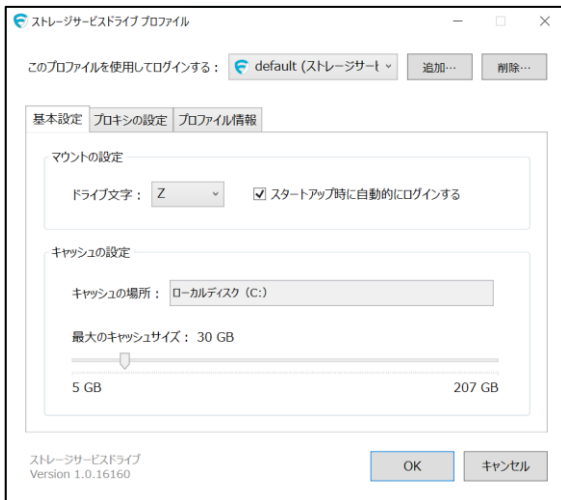 ストレージサービスドライブ プロファイル
このプロファイルを使用してログインする： default (ストレージサーヒ 追加… 削除…
基本設定 プロキシの設定 プロファイル情報
マウントの設定
ドライブ文字： Z スタートアップ時に自動的にログインする
キャッシュの設定
キャッシュの場所： ローカルディスク (C:)
最大のキャッシュサイズ： 30 GB
5 GB 207 GB
ストレージサービスドライブ
Version 1.0.16160
OK キャンセル